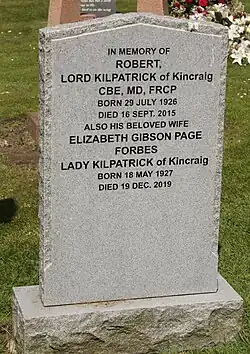 IN MEMORY OF
ROBERT,
LORD KILPATRICK of Kincraig
CBE, MD, FRCP
BORN 29 JULY 1926
DIED 16 SEPT. 2015
ALSO HIS BELOVED WIFE
ELIZABETH GIBSON PAGE
FORBES
LADY KILPATRICK of Kincraig
BORN 18 MAY 1927
DIED 19 DEC. 2019